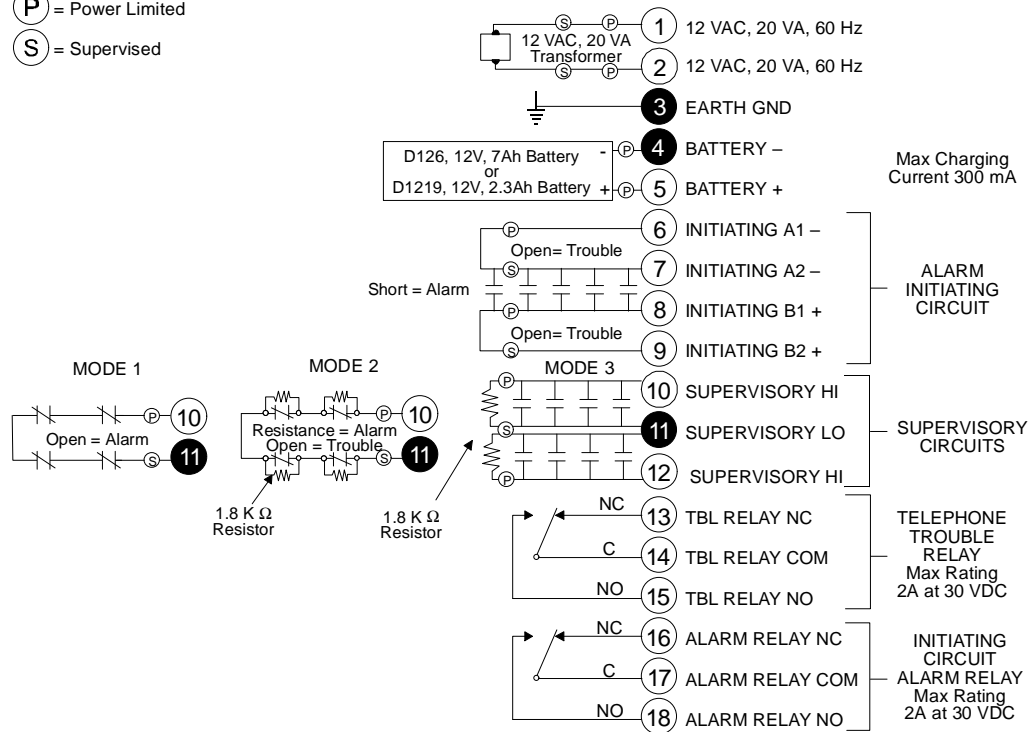 P = Power Limited
S = Supervised
S P 1 12 VAC, 20 VA, 60 Hz
12 VAC, 20 VA
Transformer
S P 2 12 VAC, 20 VA, 60 Hz
3 EARTH GND
D126, 12V, 7Ah Battery - P 4 BATTERY –
or
D1219, 12V, 2.3Ah Battery + P 5 BATTERY +
Max Charging
Current 300 mA
P 6 INITIATING A1 –
Open= Trouble
S 7 INITIATING A2 –
Short = Alarm
P 8 INITIATING B1 +
Open= Trouble
S 9 INITIATING B2 +
ALARM
INITIATING
CIRCUIT
MODE 1
P 10
Open = Alarm
S 11
MODE 2
P 10
Resistance = Alarm
Open = Trouble
S 11
1.8 K Ω
Resistor
MODE 3
P 10 SUPERVISORY HI
S 11 SUPERVISORY LO
P 12 SUPERVISORY HI
1.8 K Ω
Resistor
SUPERVISORY
CIRCUITS
NC 13 TBL RELAY NC
C 14 TBL RELAY COM
NO 15 TBL RELAY NO
TELEPHONE
TROUBLE
RELAY
Max Rating
2A at 30 VDC
NC 16 ALARM RELAY NC
C 17 ALARM RELAY COM
NO 18 ALARM RELAY NO
INITIATING
CIRCUIT
ALARM RELAY
Max Rating
2A at 30 VDC